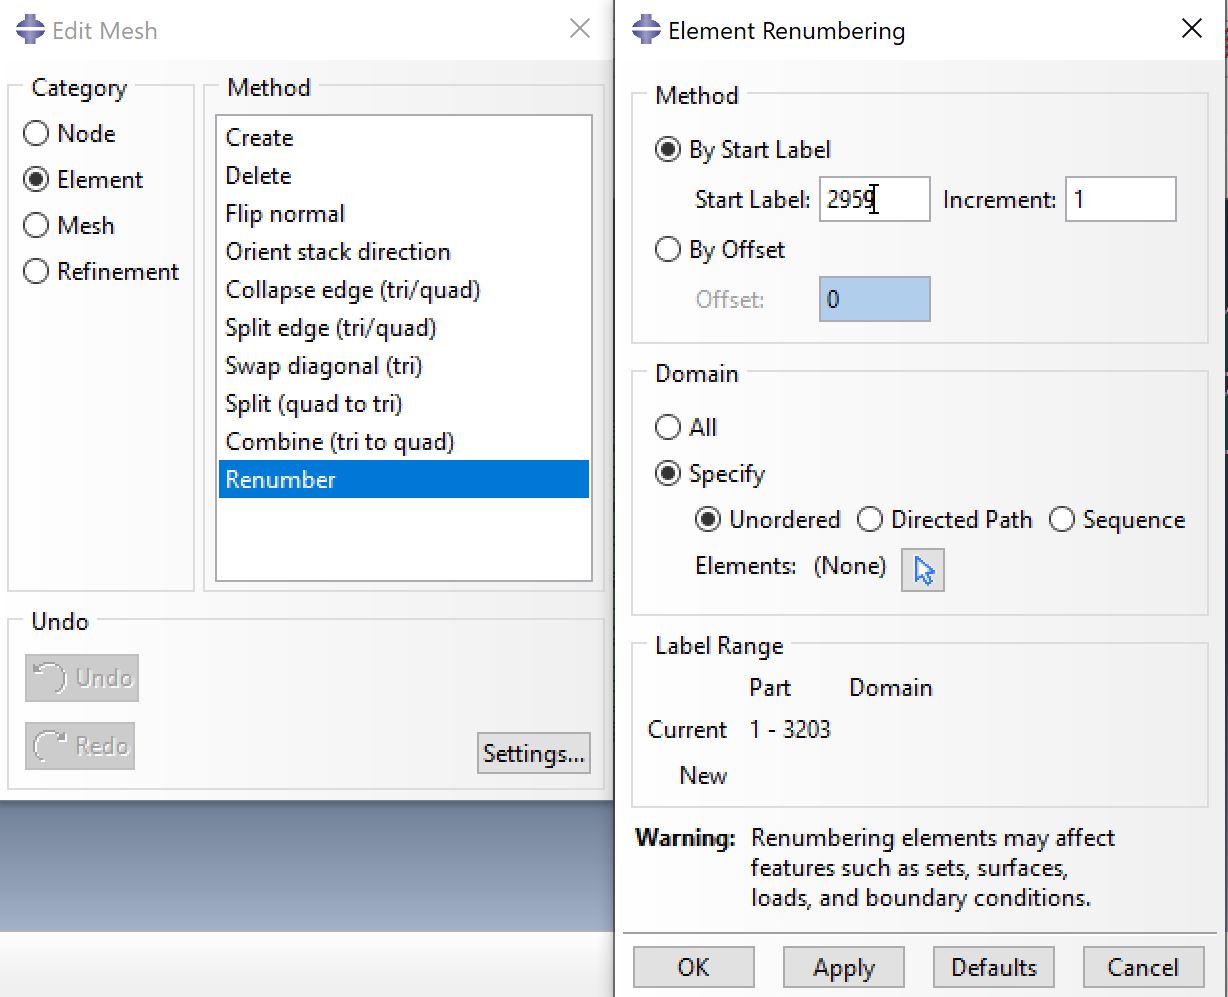 Edit Mesh
Category
Node
Element
Mesh
Refinement
Method
Create
Delete
Flip normal
Orient stack direction
Collapse edge (tri/quad)
Split edge (tri/quad)
Swap diagonal (tri)
Split (quad to tri)
Combine (tri to quad)
Renumber
Undo
Undo
Redo
Settings...
Element Renumbering
Method
By Start Label
Start Label: 2959 Increment: 1
By Offset
Offset: 0
Domain
All
Specify
Unordered Directed Path Sequence
Elements: (None)
Label Range
Part Domain
Current 1 - 3203
New
Warning: Renumbering elements may affect
features such as sets, surfaces,
loads, and boundary conditions.
OK Apply Defaults Cancel